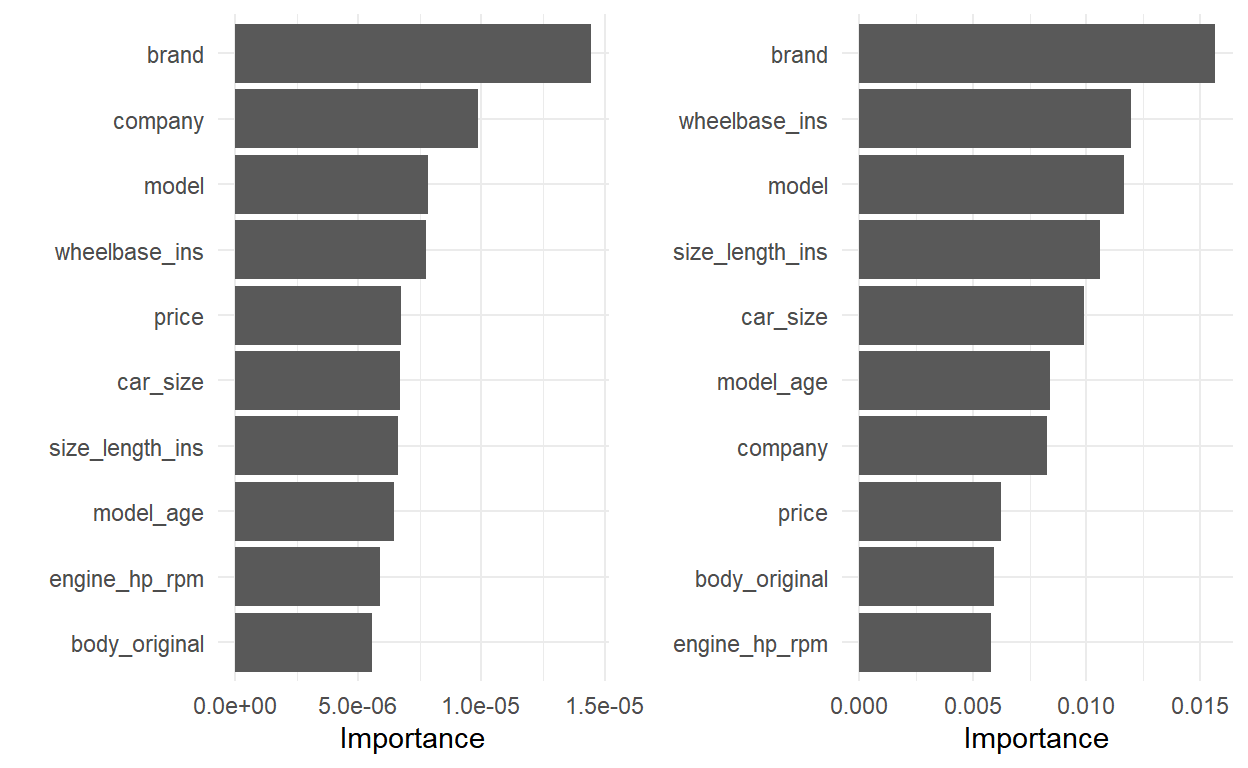 brand
company
model
wheelbase_ins
price
car_size
size_length_ins
model_age
engine_hp_rpm
body_original
0.0e+00 5.0e-06 1.0e-05 1.5e-05
Importance
brand
wheelbase_ins
model
size_length_ins
car_size
model_age
company
price
body_original
engine_hp_rpm
0.000 0.005 0.010 0.015
Importance